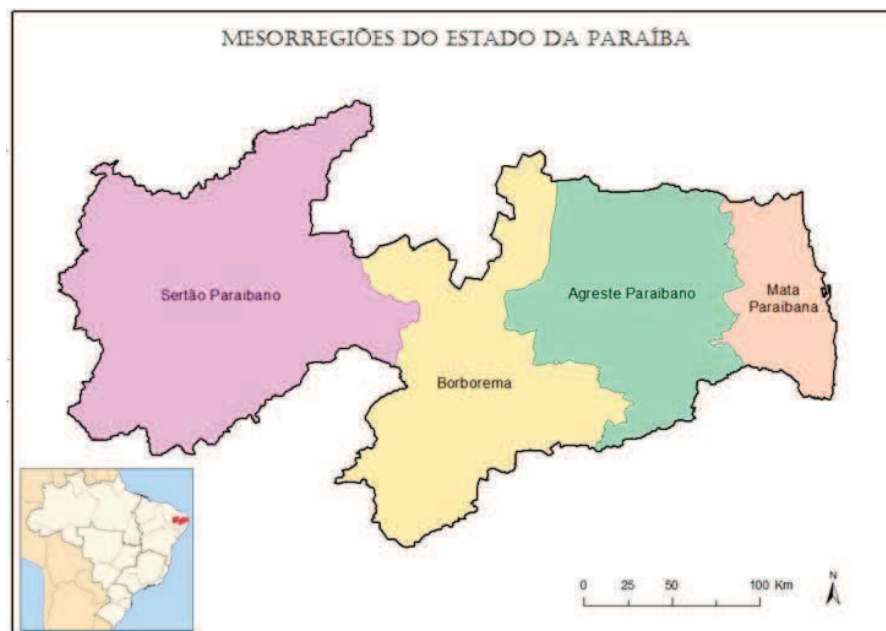 MESORREGIÕES DO ESTADO DA PARAÍBA
Sertão Paraibano
Agreste Paraibano
Mata
Paraibana
Borborema
N
0 25 50 100 Km